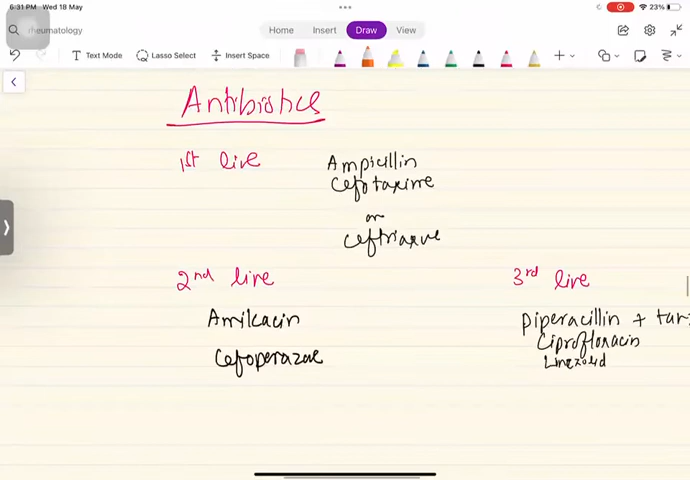 6:31 PM Wed 18 May
23%
rheumatology
Home Insert Draw View
Text Mode Lasso Select Insert Space
Antibiotics
1st line
Ampicillin
Cefotaxime
or
Ceftriaxone
2nd line
3rd line
Amikacin
Cefoperazone
Piperacillin + taz
Ciprofloxacin
Linezolid